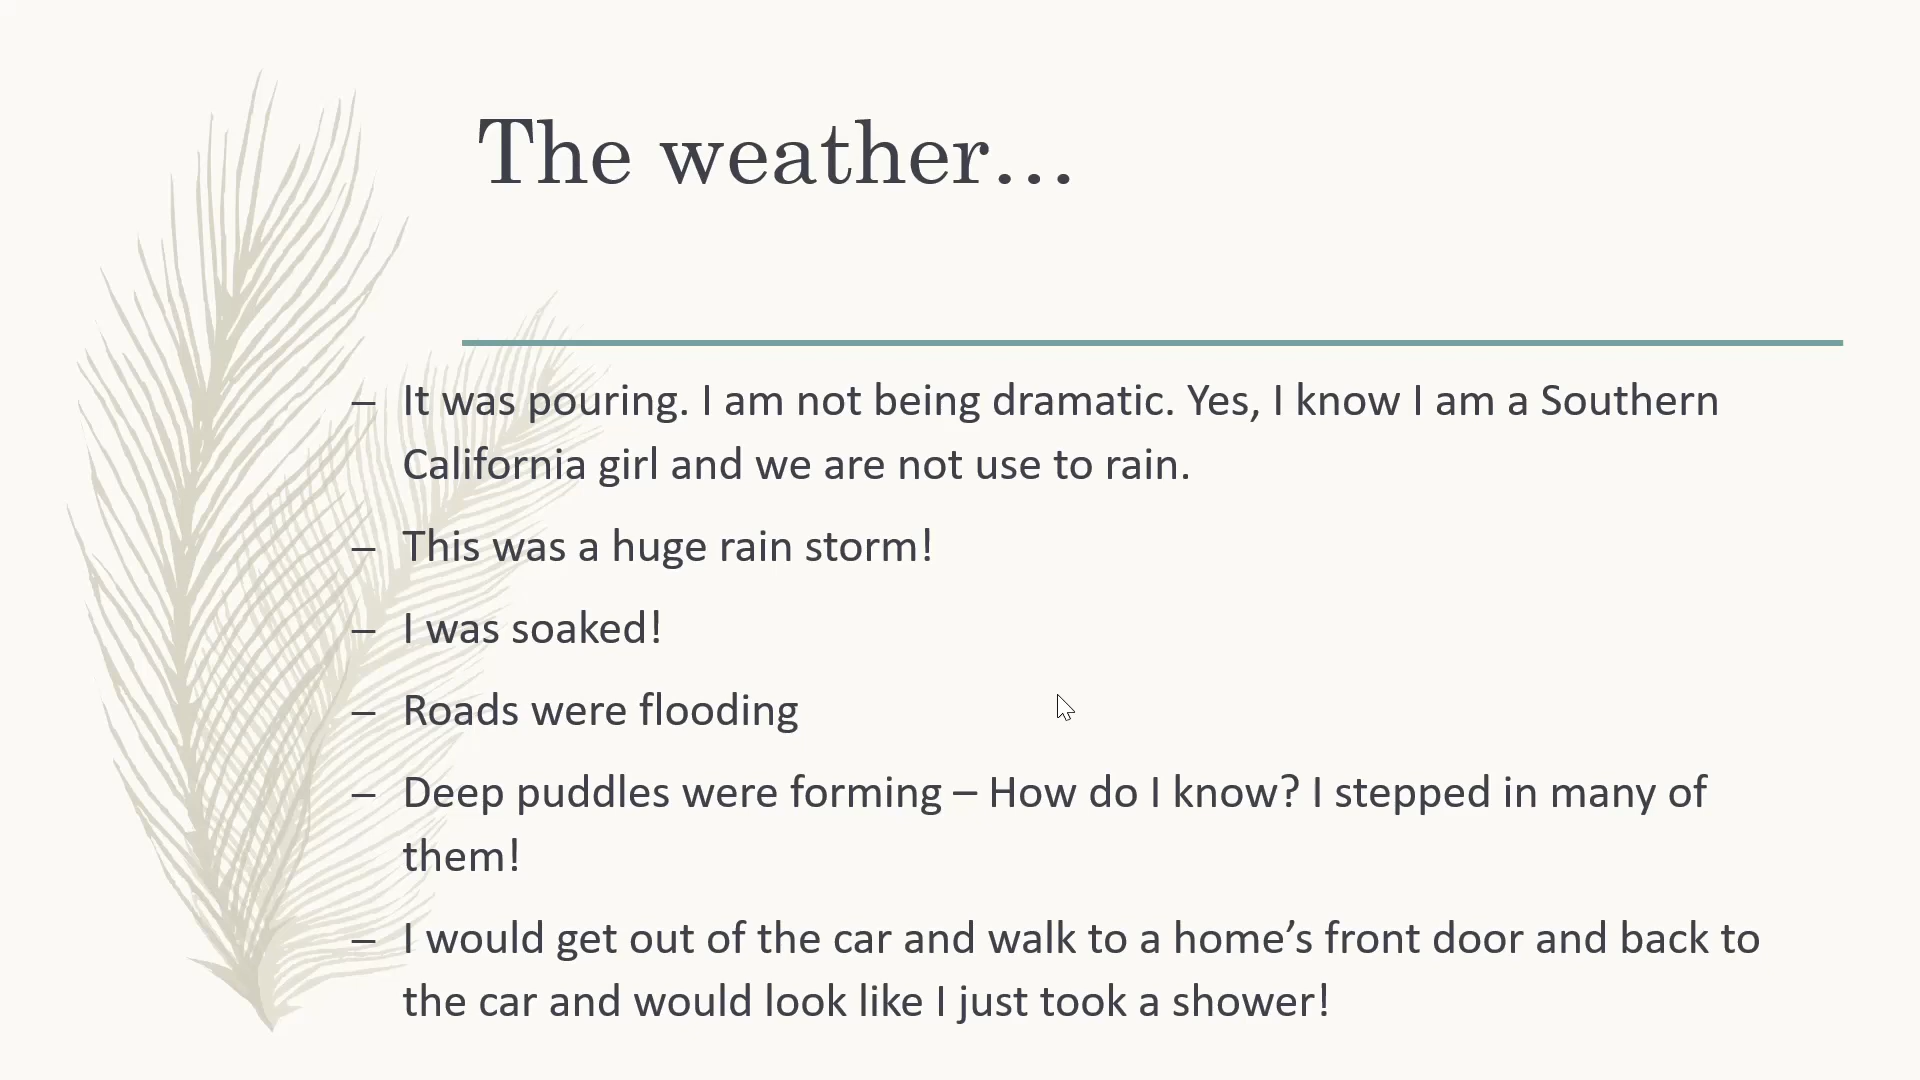 The weather...
– It was pouring. I am not being dramatic. Yes, I know I am a Southern
California girl and we are not use to rain.
– This was a huge rain storm!
– I was soaked!
– Roads were flooding
– Deep puddles were forming – How do I know? I stepped in many of
them!
– I would get out of the car and walk to a home’s front door and back to
the car and would look like I just took a shower!